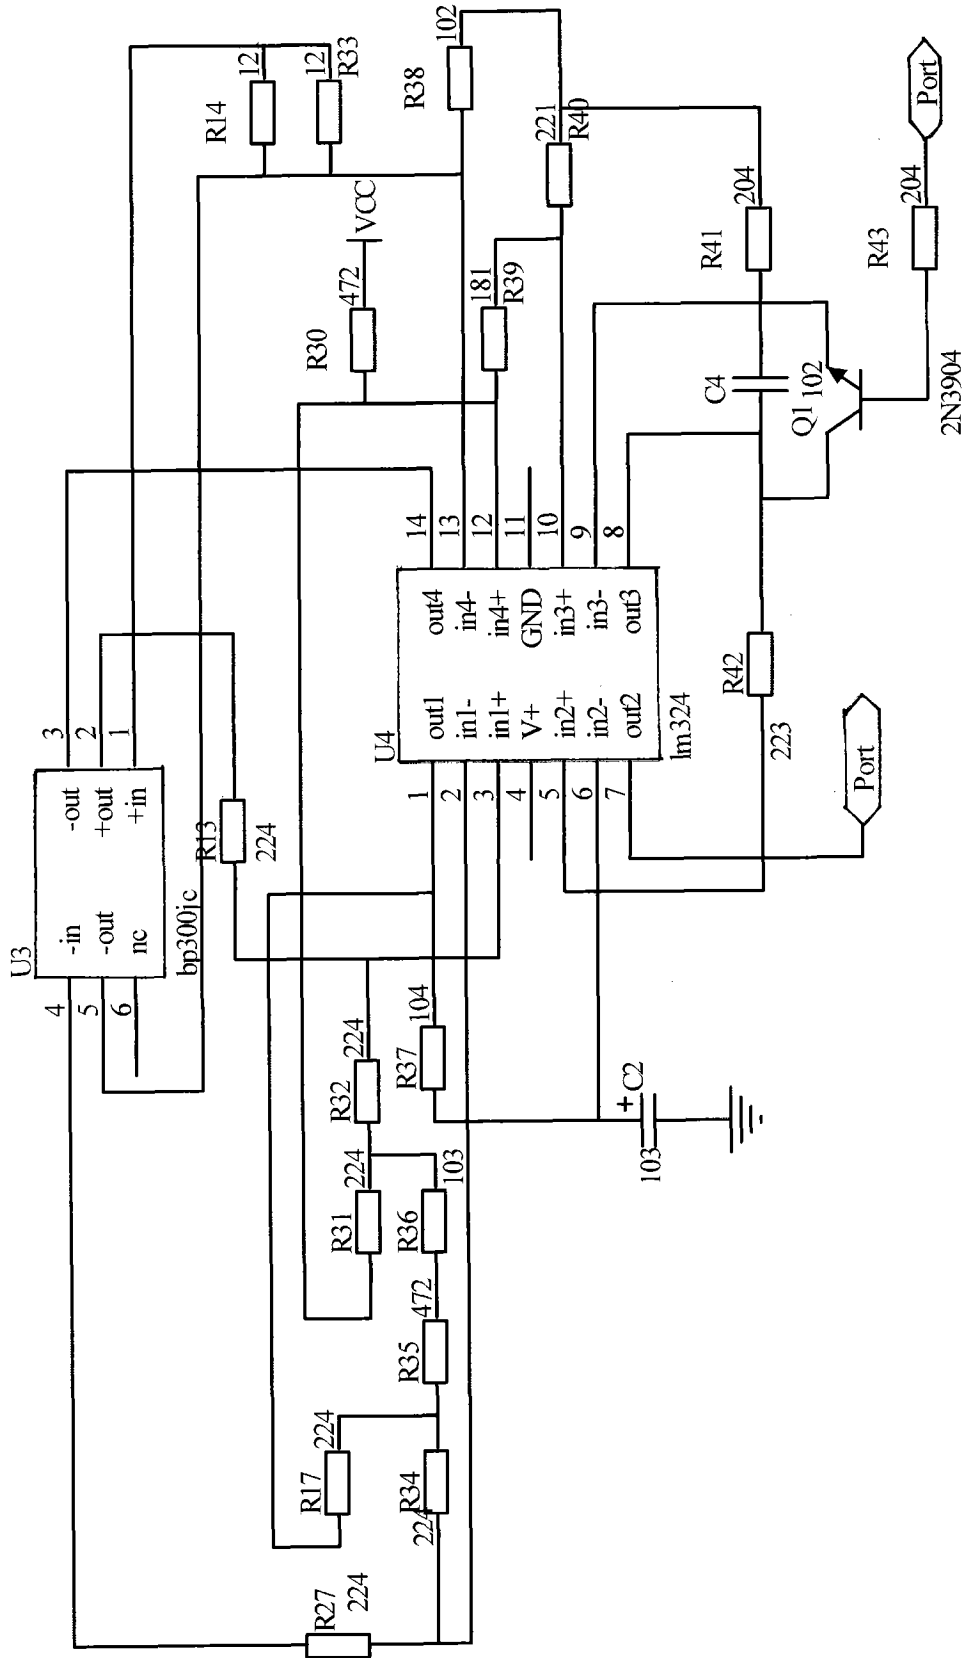 102
R33
12
12
R38
R14
221
R40
Port
204
204
VCC
R41
R43
472
181
R39
R30
C4
102
Q1
2N3904
14
13
12
11
10
9
8
out4
in4-
in4+
GND
in3+
in3-
out3
R42
223
3
2
1
U4
out1
in1-
in1+
V+
in2+
in2-
out2
lm324
-out
+out
+in
R13
224
1
2
3
4
5
6
7
Port
U3
-in
-out
nc
bp300jc
4
5
6
104
R37
224
R32
C2
+
103
224
R31
103
R36
472
R35
224
R17
R34
224
R27
224